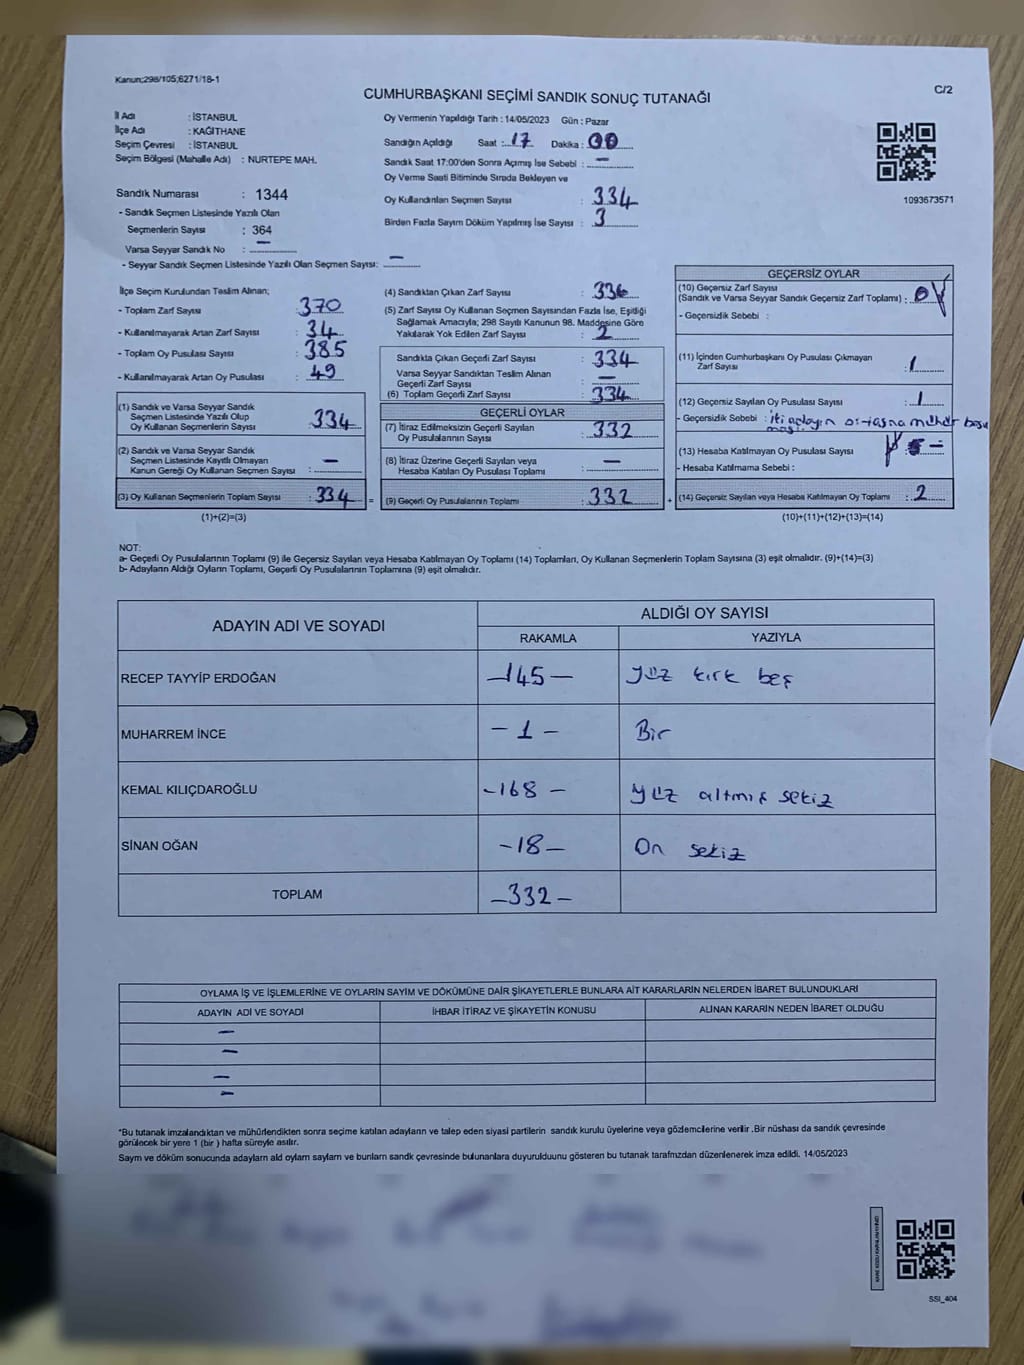 Kanun;298/105;6271/18-1
C/2
CUMHURBAŞKANI SEÇİMİ SANDIK SONUÇ TUTANAĞI
İl Adı : İSTANBUL
İlçe Adı : KAĞITHANE
Seçim Çevresi : İSTANBUL
Seçim Bölgesi (Mahalle Adı) : NURTEPE MAH.
Sandık Numarası : 1344
- Sandık Seçmen Listesinde Yazılı Olan
Seçmenlerin Sayısı : 364
Varsa Seyyar Sandık No : —
- Seyyar Sandık Seçmen Listesinde Yazılı Olan Seçmen Sayısı: —
Oy Vermenin Yapıldığı Tarih : 14/05/2023 Gün : Pazar
Sandığın Açıldığı Saat : 17 Dakika : 00
Sandık Saat 17:00'den Sonra Açımış İse Sebebi : —
Oy Verme Saati Bitiminde Sırada Bekleyen ve
Oy Kullandırılan Seçmen Sayısı : 334
Birden Fazla Sayım Döküm Yapılmış İse Sayısı : 3
1093673571
İlçe Seçim Kurulundan Teslim Alınan;
- Toplam Zarf Sayısı : 370
- Kullanılmayarak Artan Zarf Sayısı : 34
- Toplam Oy Pusulası Sayısı : 385
- Kullanılmayarak Artan Oy Pusulası : 49
(1) Sandık ve Varsa Seyyar Sandık
Seçmen Listesinde Yazılı Olup
Oy Kullanan Seçmenlerin Sayısı : 334
(2) Sandık ve Varsa Seyyar Sandık
Seçmen Listesinde Kayıtlı Olmayan
Kanun Gereği Oy Kullanan Seçmen Sayısı : —
(3) Oy Kullanan Seçmenlerin Toplam Sayısı : 334 =
(1)+(2)=(3)
(4) Sandıktan Çıkan Zarf Sayısı : 336
(5) Zarf Sayısı Oy Kullanan Seçmen Sayısından Fazla İse, Eşitliği
Sağlamak Amacıyla; 298 Sayılı Kanunun 98. Maddesine Göre
Yakılarak Yok Edilen Zarf Sayısı : 2
Sandıkta Çıkan Geçerli Zarf Sayısı : 334
Varsa Seyyar Sandıktan Teslim Alınan
Geçerli Zarf Sayısı : —
(6) Toplam Geçerli Zarf Sayısı : 334
GEÇERLİ OYLAR
(7) İtiraz Edilmeksizin Geçerli Sayılan
Oy Pusulalarının Sayısı : 332
(8) İtiraz Üzerine Geçerli Sayılan veya
Hesaba Katılan Oy Pusulası Toplamı : —
(9) Geçerli Oy Pusulalarının Toplamı : 332 +
GEÇERSİZ OYLAR
(10) Geçersiz Zarf Sayısı
(Sandık ve Varsa Seyyar Sandık Geçersiz Zarf Toplamı) : 0
- Geçersizlik Sebebi :
(11) İçinden Cumhurbaşkanı Oy Pusulası Çıkmayan
Zarf Sayısı : 1
(12) Geçersiz Sayılan Oy Pusulası Sayısı : 1
- Geçersizlik Sebebi : iki adayın ortasına mühür
(13) Hesaba Katılmayan Oy Pusulası Sayısı : —
- Hesaba Katılmama Sebebi :
(14) Geçersiz Sayılan veya Hesaba Katılmayan Oy Toplamı : 2
(10)+(11)+(12)+(13)=(14)
NOT:
a- Geçerli Oy Pusulalarının Toplamı (9) ile Geçersiz Sayılan veya Hesaba Katılmayan Oy Toplamı (14) Toplamları, Oy Kullanan Seçmenlerin Toplam Sayısına (3) eşit olmalıdır. (9)+(14)=(3)
b- Adayların Aldığı Oyların Toplamı, Geçerli Oy Pusulalarının Toplamına (9) eşit olmalıdır.
ADAYIN ADI VE SOYADI
ALDIĞI OY SAYISI
RAKAMLA YAZIYLA
RECEP TAYYİP ERDOĞAN —145— Yüz kırk beş
MUHARREM İNCE — 1 — Bir
KEMAL KILIÇDAROĞLU —168— yüz altmış sekiz
SİNAN OĞAN —18— On sekiz
TOPLAM —332—
OYLAMA İŞ VE İŞLEMLERİNE VE OYLARIN SAYIM VE DÖKÜMÜNE DAİR ŞİKAYETLERLE BUNLARA AİT KARARLARIN NELERDEN İBARET BULUNDUKLARI
ADAYIN ADI VE SOYADI İHBAR İTİRAZ VE ŞİKAYETİN KONUSU ALINAN KARARIN NEDEN İBARET OLDUĞU
—
—
—
—
*Bu tutanak imzalandıktan ve mühürlendikten sonra seçime katılan adayların ve talep eden siyasi partilerin sandık kurulu üyelerine veya gözlemcilerine verilir .Bir nüshası da sandık çevresinde
görülecek bir yere 1 (bir ) hafta süreyle asılır.
Sayım ve döküm sonucunda adayların ald oyların sayların ve bunların sandk çevresinde bulunanlara duyurulduunu gösteren bu tutanak tarafmızdan düzenlenerek imza edildi. 14/05/2023
SSI_404